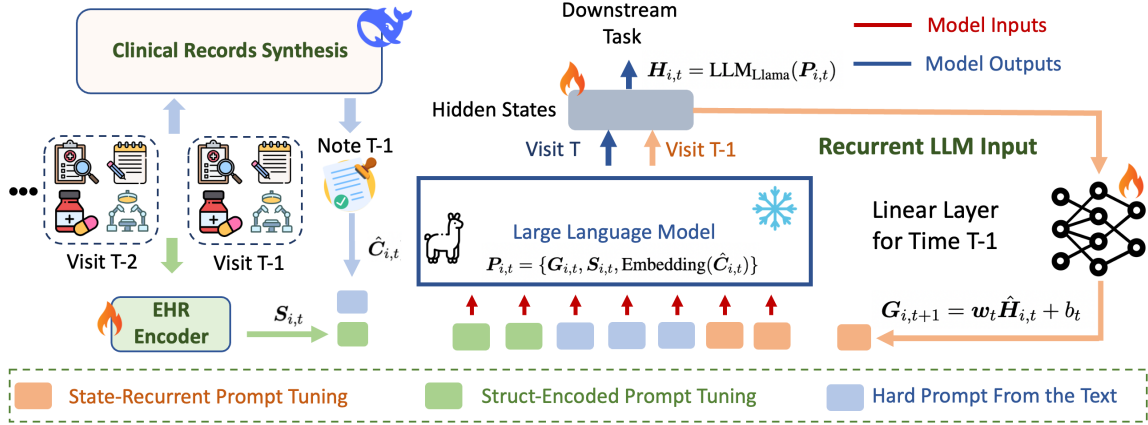 Clinical Records Synthesis
Visit T-2
Visit T-1
Note T-1
Ĉ_{i,t}
EHR
Encoder
S_{i,t}
Downstream
Task
H_{i,t} = LLM_{Llama}(P_{i,t})
Hidden States
Visit T
Visit T-1
Large Language Model
P_{i,t} = {G_{i,t}, S_{i,t}, Embedding(Ĉ_{i,t})}
Model Inputs
Model Outputs
Recurrent LLM Input
Linear Layer
for Time T-1
G_{i,t+1} = w_tĤ_{i,t} + b_t
State-Recurrent Prompt Tuning
Struct-Encoded Prompt Tuning
Hard Prompt From the Text